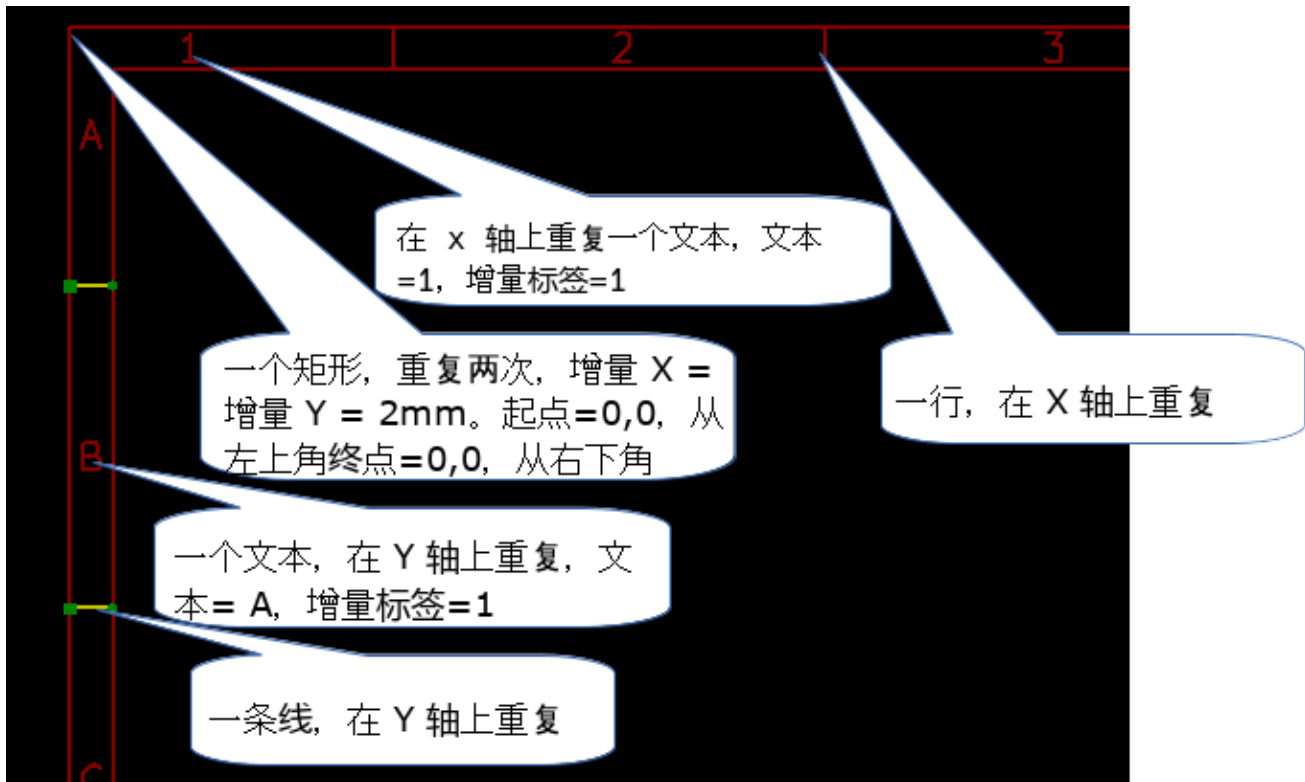 1 2 3
A
在 x 轴上重复一个文本，文本
=1，增量标签=1
一个矩形，重复两次，增量 X =
增量 Y = 2mm。起点=0,0，从
左上角终点=0,0，从右下角
一行，在 X 轴上重复
B
一个文本，在 Y 轴上重复，文
本= A，增量标签=1
一条线，在 Y 轴上重复
C